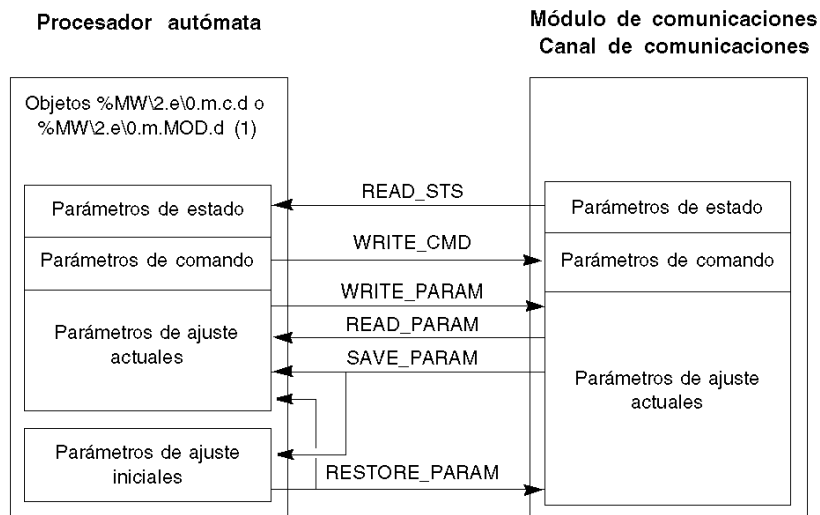 Procesador autómata
Módulo de comunicaciones
Canal de comunicaciones
Objetos %MW\2.e\0.m.c.d o
%MW\2.e\0.m.MOD.d (1)
Parámetros de estado
READ_STS
Parámetros de estado
Parámetros de comando
WRITE_CMD
Parámetros de comando
WRITE_PARAM
Parámetros de ajuste
actuales
READ_PARAM
SAVE_PARAM
Parámetros de ajuste
actuales
Parámetros de ajuste
iniciales
RESTORE_PARAM